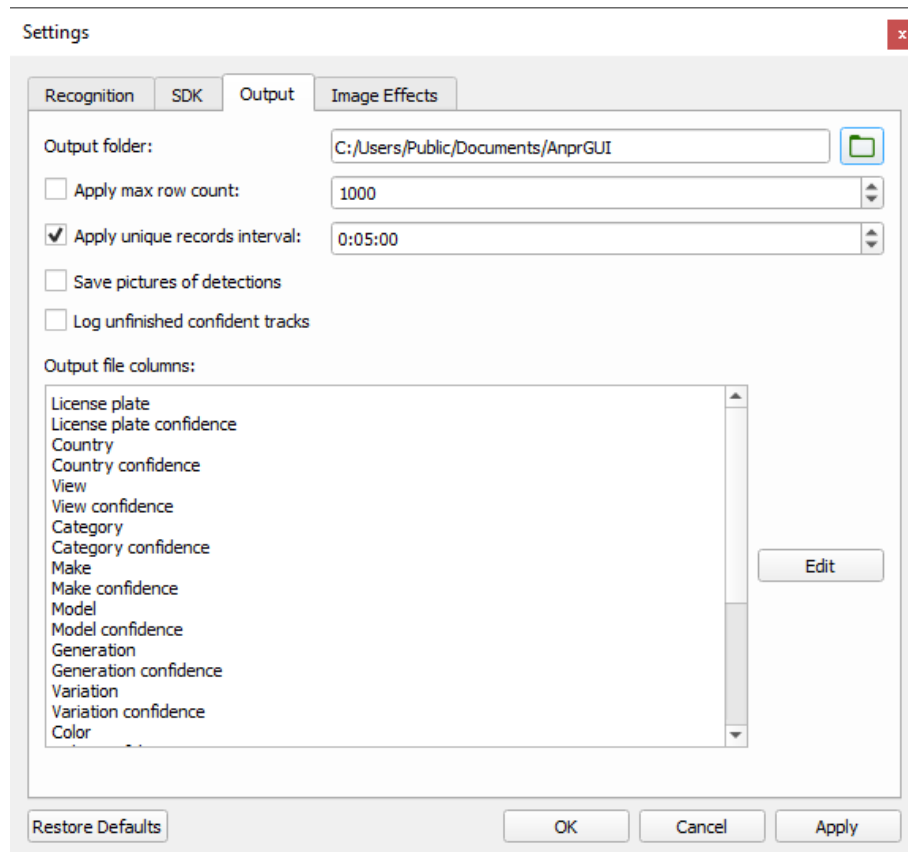 Settings
x
Recognition SDK Output Image Effects
Output folder: C:/Users/Public/Documents/AnprGUI
Apply max row count: 1000
Apply unique records interval: 0:05:00
Save pictures of detections
Log unfinished confident tracks
Output file columns:
License plate
License plate confidence
Country
Country confidence
View
View confidence
Category
Category confidence
Make
Make confidence
Edit
Model
Model confidence
Generation
Generation confidence
Variation
Variation confidence
Color
Restore Defaults OK Cancel Apply